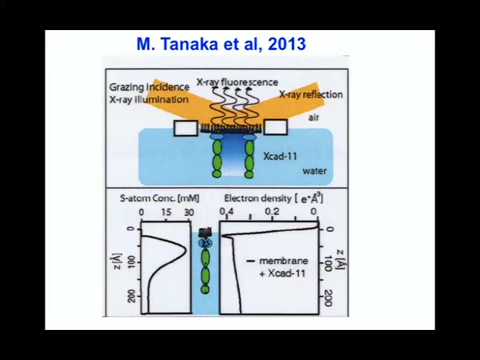 M. Tanaka et al, 2013
X-ray fluorescence
Grazing Incidence
X-ray illumination
X-ray reflection
air
Xcad-11
water
S-atom Conc. [mM]
Electron density [ e⁻Å³]
0 15 30
0,4 0.2 0
0
100
200
z [Å]
membrane
+ Xcad-11
0
100
200
z [Å]